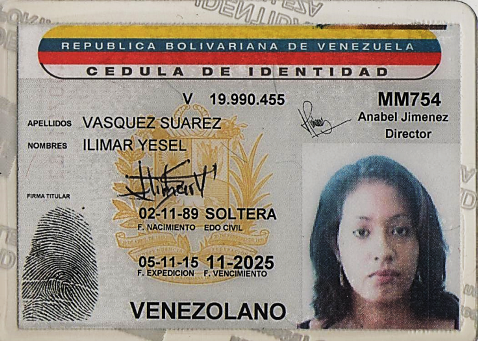 REPUBLICA BOLIVARIANA DE VENEZUELA
CEDULA DE IDENTIDAD
V 19.990.455
MM754
Anabel Jimenez
Director
APELLIDOS VASQUEZ SUAREZ
NOMBRES ILIMAR YESEL
FIRMA TITULAR
02-11-89 SOLTERA
F. NACIMIENTO EDO CIVIL
05-11-15 11-2025
F. EXPEDICION F. VENCIMIENTO
VENEZOLANO